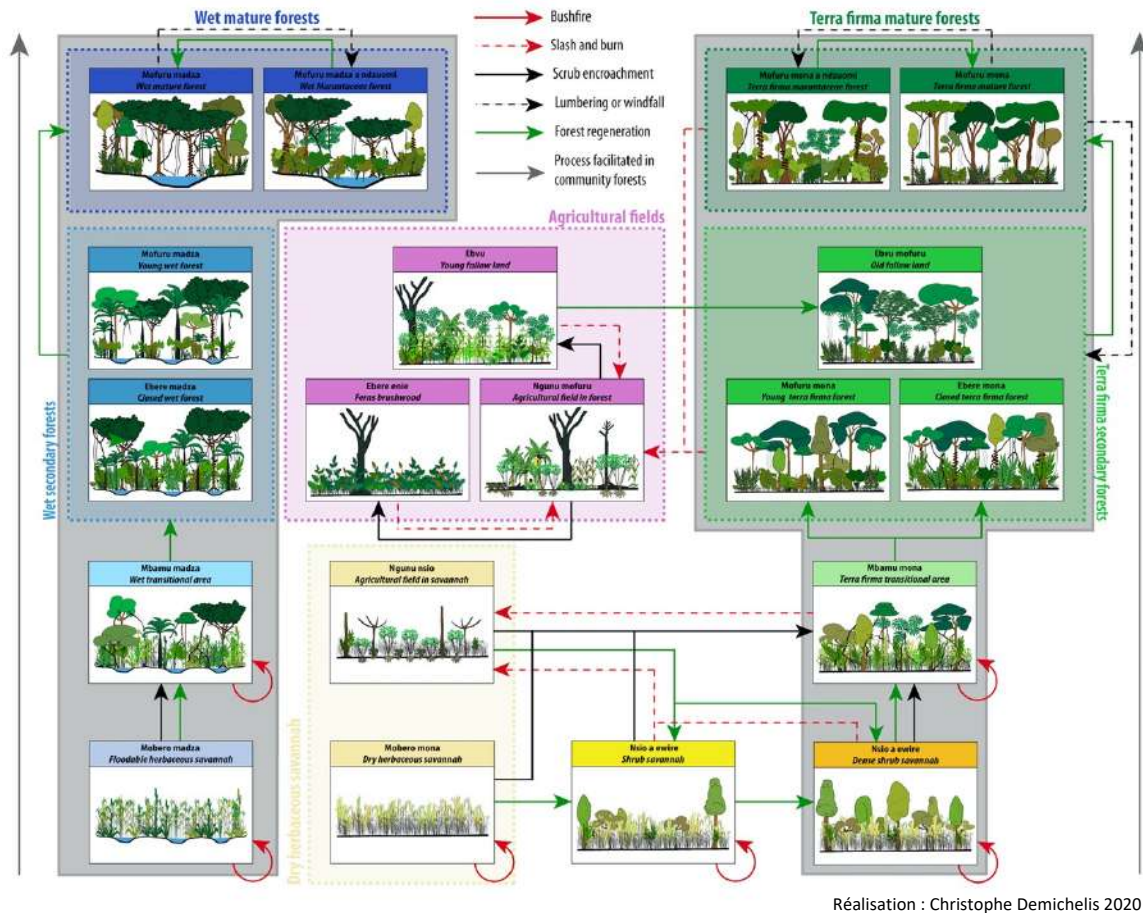 Wet mature forests
Mofuru madza
Wet mature forest
Mofuru madza a ndzuomi
Wet Marantaceae forest
Bushfire
Slash and burn
Scrub encroachment
Lumbering or windfall
Forest regeneration
Process facilitated in
community forests
Terra firma mature forests
Mofuru mona a ndzuomi
Terra firma marantaceae forest
Mofuru mona
Terra firma mature forest
Wet secondary forests
Mofuru madza
Young wet forest
Ebere madza
Closed wet forest
Agricultural fields
Ebvu
Young fallow land
Ebere enie
Feras brushwood
Ngunu mofuru
Agricultural field in forest
Ebvu mofuru
Old fallow land
Mofuru mona
Young terra firma forest
Ebere mona
Closed terra firma forest
Terra firma secondary forests
Mbamu madza
Wet transitional area
Ngunu nsio
Agricultural field in savannah
Mbamu mona
Terra firma transitional area
Mobero madza
Floodable herbaceous savannah
Dry herbaceous savannah
Mobero mona
Dry herbaceous savannah
Nsio a ewire
Shrub savannah
Nsio a ewire
Dense shrub savannah
Réalisation : Christophe Demichelis 2020